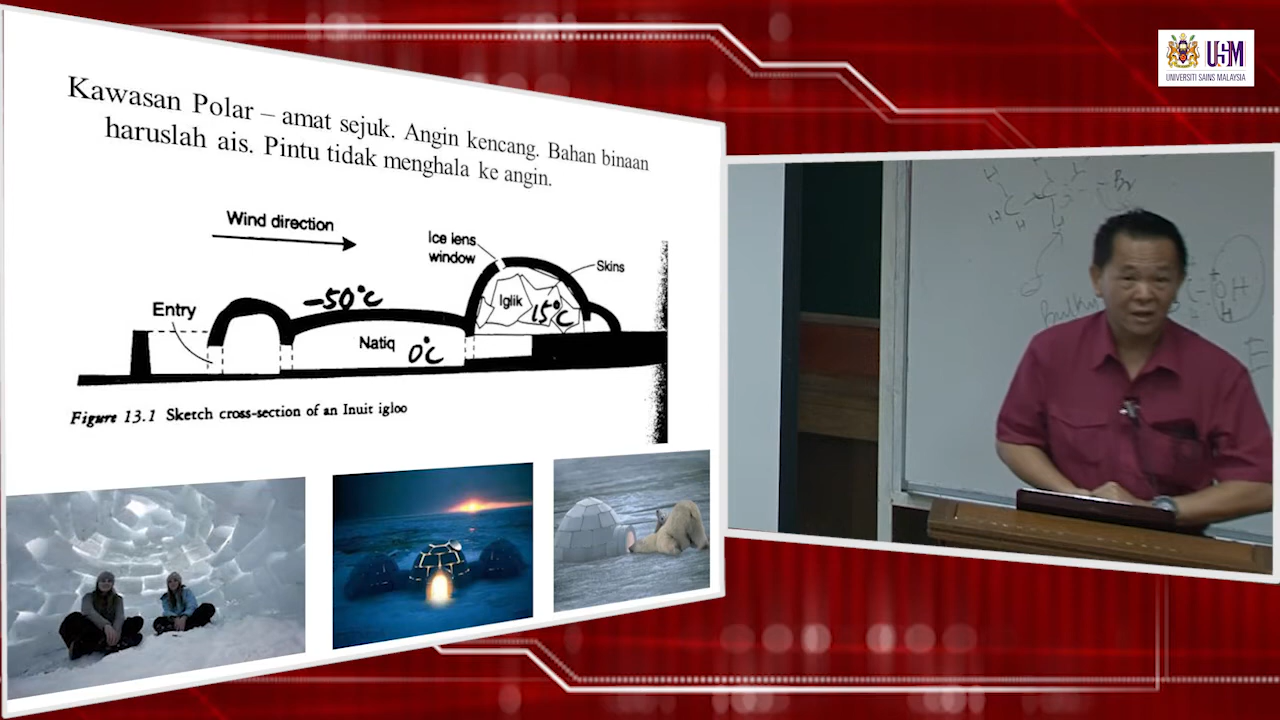 Kawasan Polar – amat sejuk. Angin kencang. Bahan binaan
haruslah ais. Pintu tidak menghala ke angin.
Wind direction
Ice lens
window
Skins
Entry
-50°C
Iglik
15°C
Natiq
0°C
Figure 13.1 Sketch cross-section of an Inuit igloo
USM
UNIVERSITI SAINS MALAYSIA
H
Br
H
H
H
OH
H
E